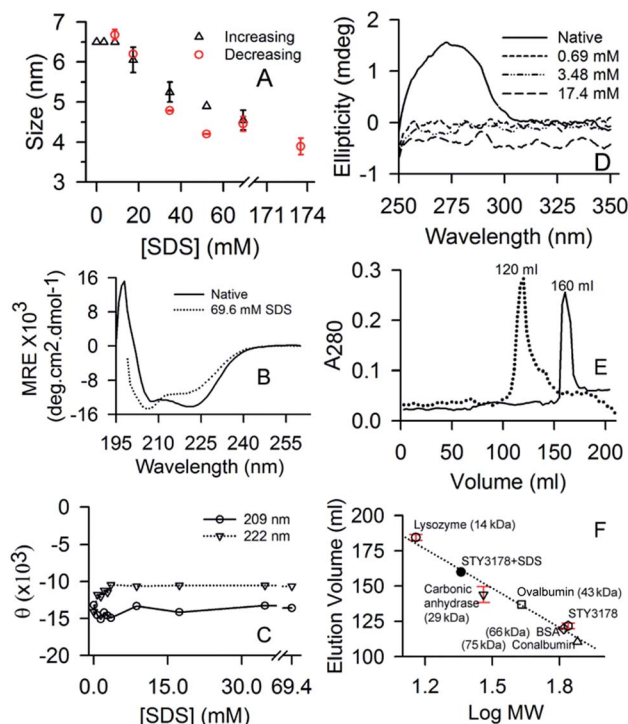 9
8
7
6
5
4
3
Size (nm)
Increasing
Decreasing
A
0 20 40 60 80 171 174
[SDS] (mM)
2
1
0
-1
Ellipticity (mdeg)
Native
0.69 mM
3.48 mM
17.4 mM
D
250 275 300 325 350
Wavelength (nm)
16
8
0
-8
-16
MRE X10³
(deg.cm2.dmol-1)
Native
69.6 mM SDS
B
195 210 225 240 260
Wavelength (nm)
0.3
0.2
0.1
0.0
A280
120 ml
160 ml
E
0 50 100 150 200
Volume (ml)
0
-5
-10
-15
-20
θ (x10³)
209 nm
222 nm
C
0.0 15.0 30.0 69.4
[SDS] (mM)
200
175
150
125
100
Elution Volume (ml)
F
Lysozyme (14 kDa)
STY3178+SDS
Carbonic
anhydrase
(29 kDa)
Ovalbumin (43 kDa)
STY3178
(66 kDa) BSA
(75 kDa) Conalbumin
1.2 1.5 1.8
Log MW